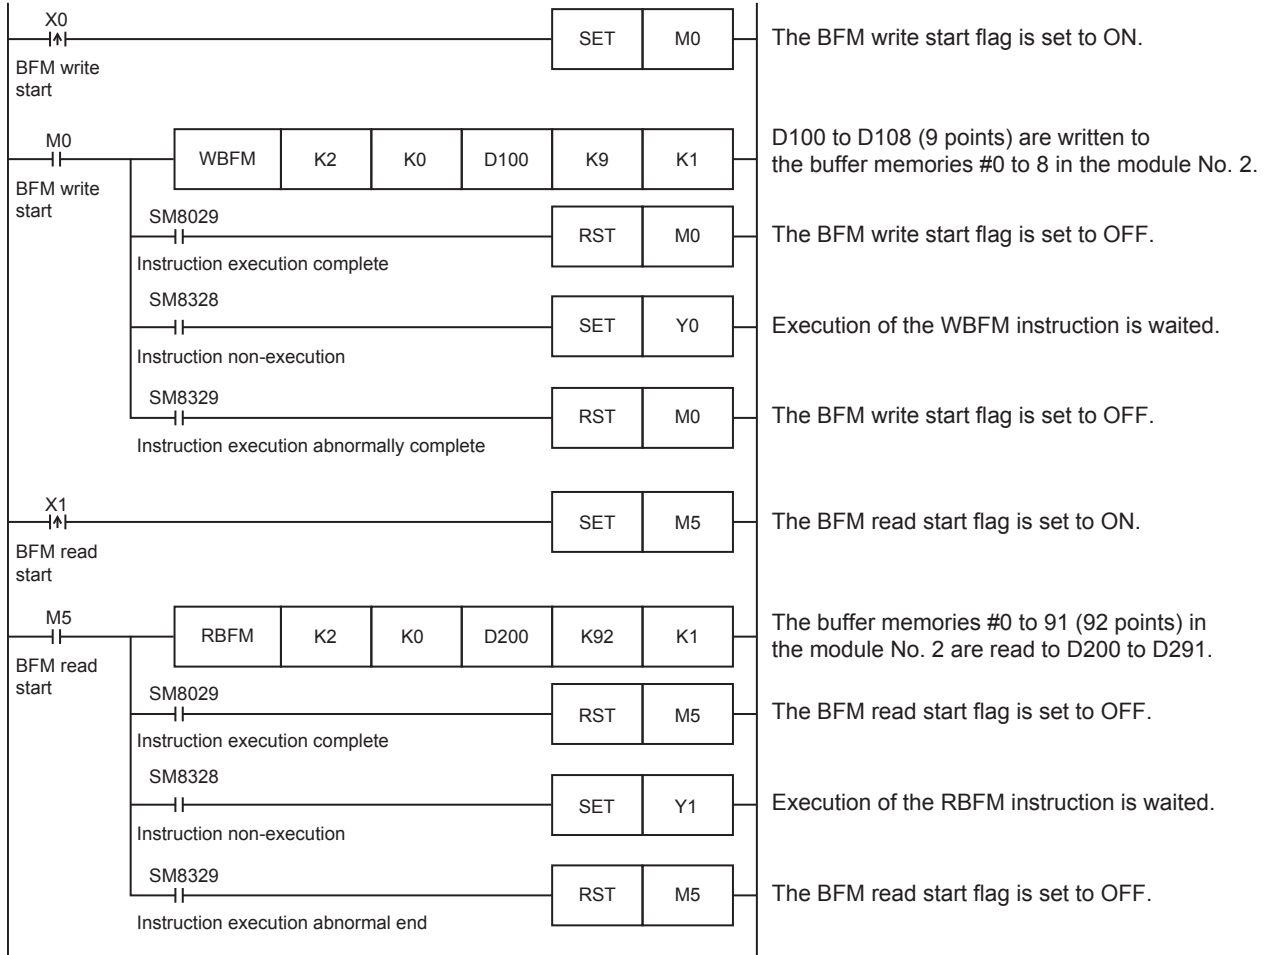 X0
SET M0 The BFM write start flag is set to ON.
BFM write
start
M0
WBFM K2 K0 D100 K9 K1
D100 to D108 (9 points) are written to
the buffer memories #0 to 8 in the module No. 2.
BFM write
start
SM8029
RST M0 The BFM write start flag is set to OFF.
Instruction execution complete
SM8328
SET Y0 Execution of the WBFM instruction is waited.
Instruction non-execution
SM8329
RST M0 The BFM write start flag is set to OFF.
Instruction execution abnormally complete
X1
SET M5 The BFM read start flag is set to ON.
BFM read
start
M5
RBFM K2 K0 D200 K92 K1
The buffer memories #0 to 91 (92 points) in
the module No. 2 are read to D200 to D291.
BFM read
start
SM8029
RST M5 The BFM read start flag is set to OFF.
Instruction execution complete
SM8328
SET Y1 Execution of the RBFM instruction is waited.
Instruction non-execution
SM8329
RST M5 The BFM read start flag is set to OFF.
Instruction execution abnormal end